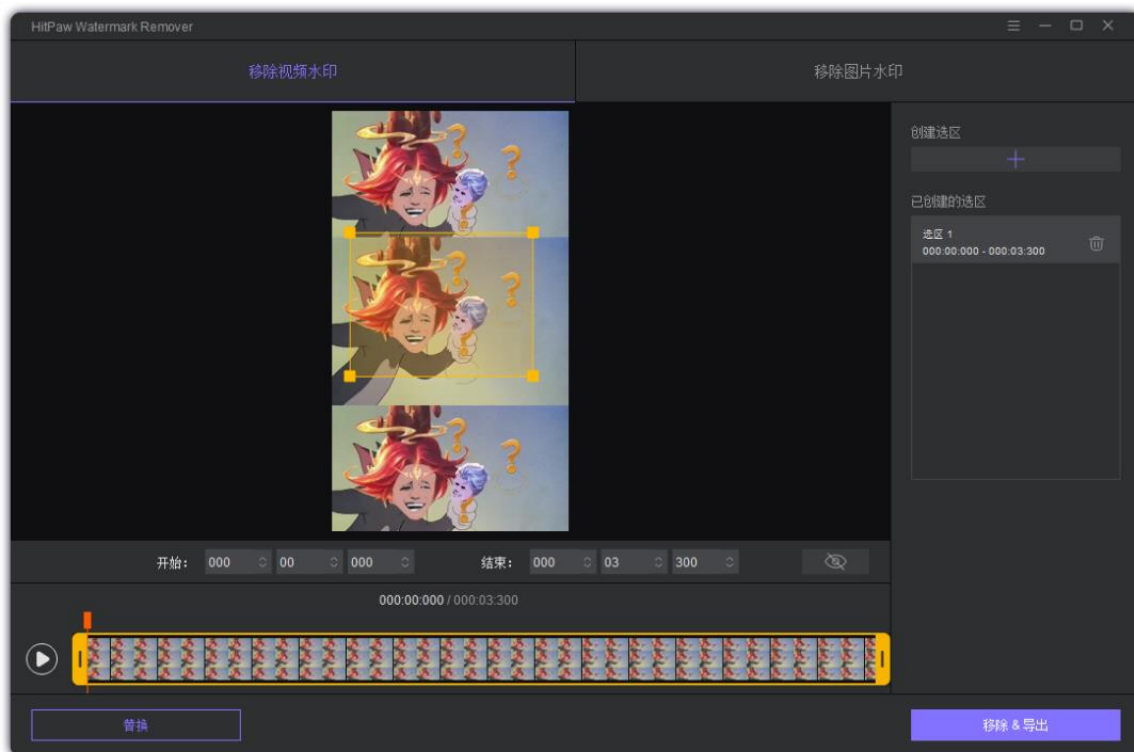 HitPaw Watermark Remover
移除视频水印
移除图片水印
创建选区
已创建的选区
选区 1
000:00:000 - 000:03:300
开始: 000 00 000 结束: 000 03 300
000:00:000 / 000:03:300
替换
移除 & 导出